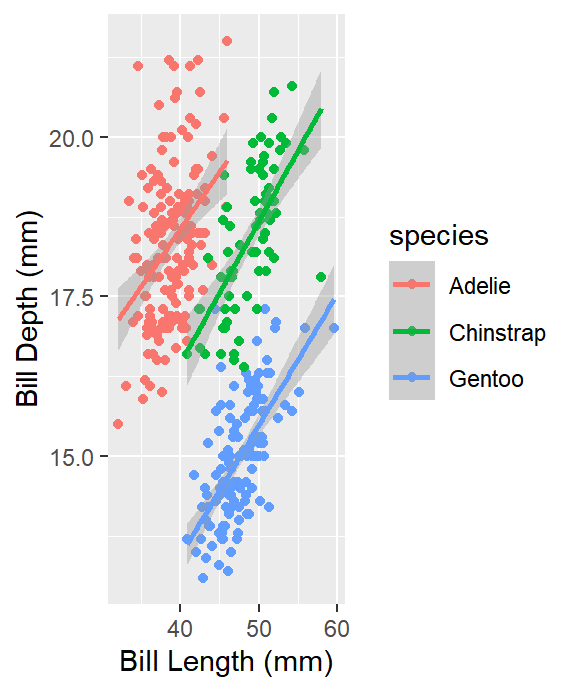 20.0
17.5
15.0
Bill Depth (mm)
40 50 60
Bill Length (mm)
species
Adelie
Chinstrap
Gentoo